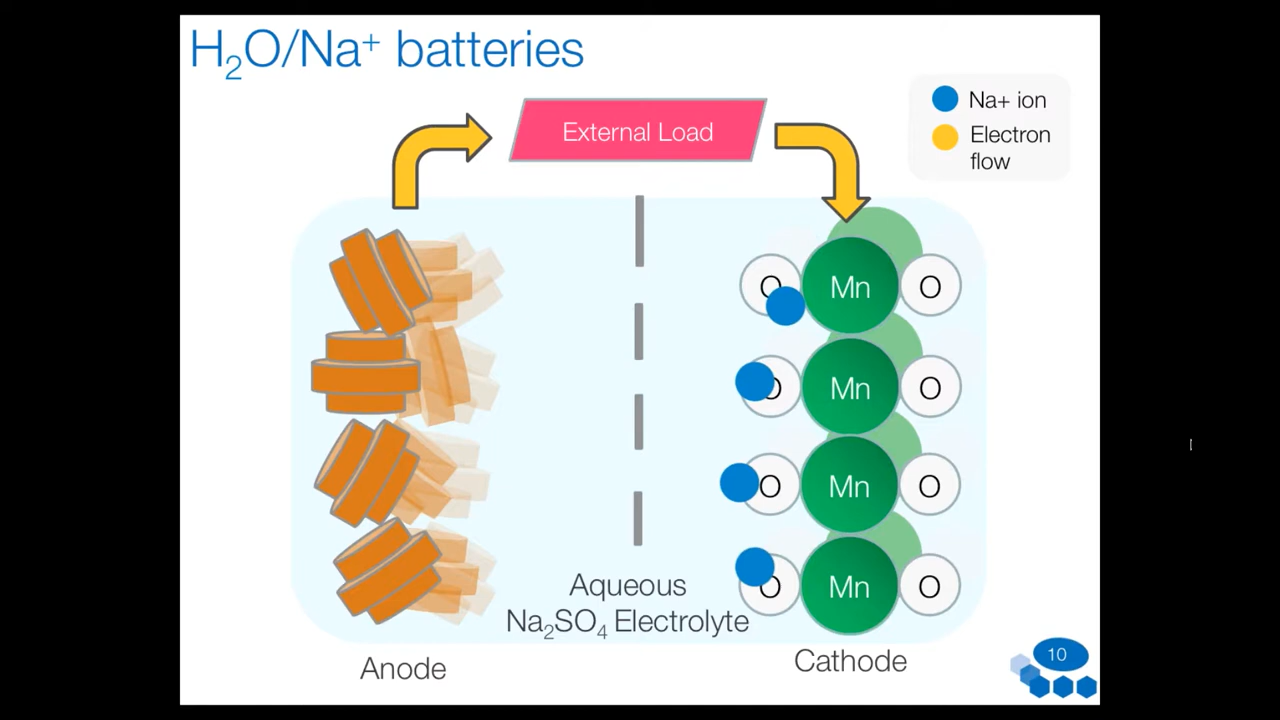 H₂O/Na⁺ batteries
Na+ ion
Electron
flow
External Load
O Mn O
O Mn O
O Mn O
O Mn O
Aqueous
Na₂SO₄ Electrolyte
Anode
Cathode
10